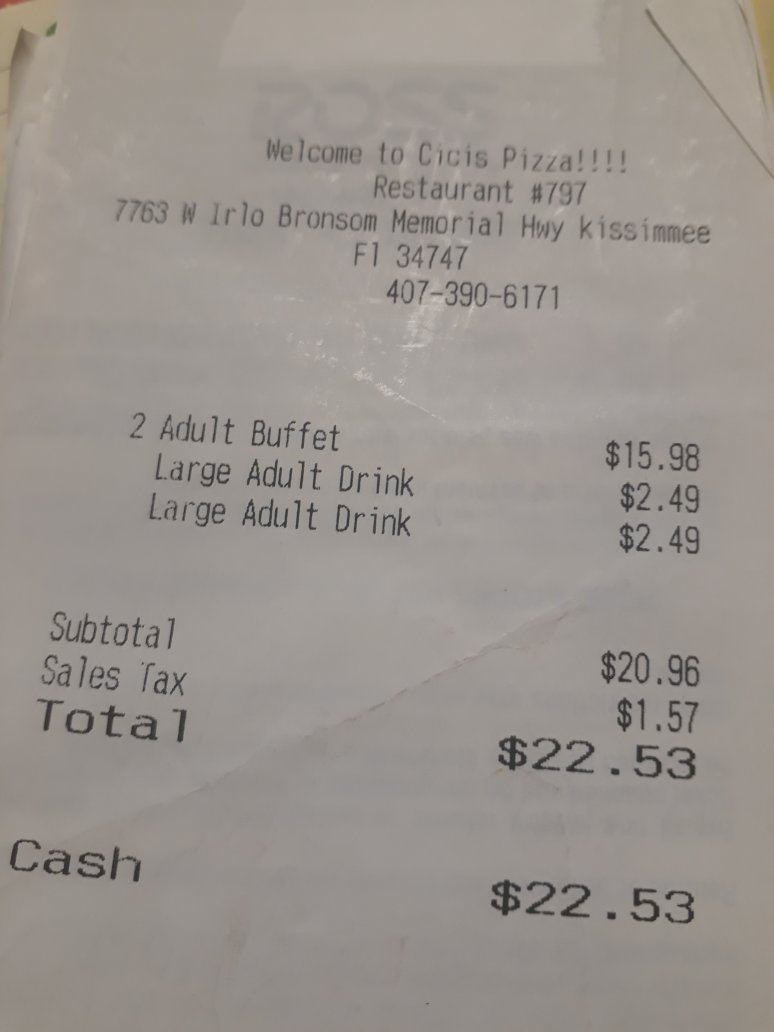 Welcome to Cicis Pizza!!!!
Restaurant #797
7763 W Irlo Bronsom Memorial Hwy kissimmee
Fl 34747
407-390-6171
2 Adult Buffet $15.98
Large Adult Drink $2.49
Large Adult Drink $2.49
Subtotal $20.96
Sales Tax $1.57
Total $22.53
Cash $22.53